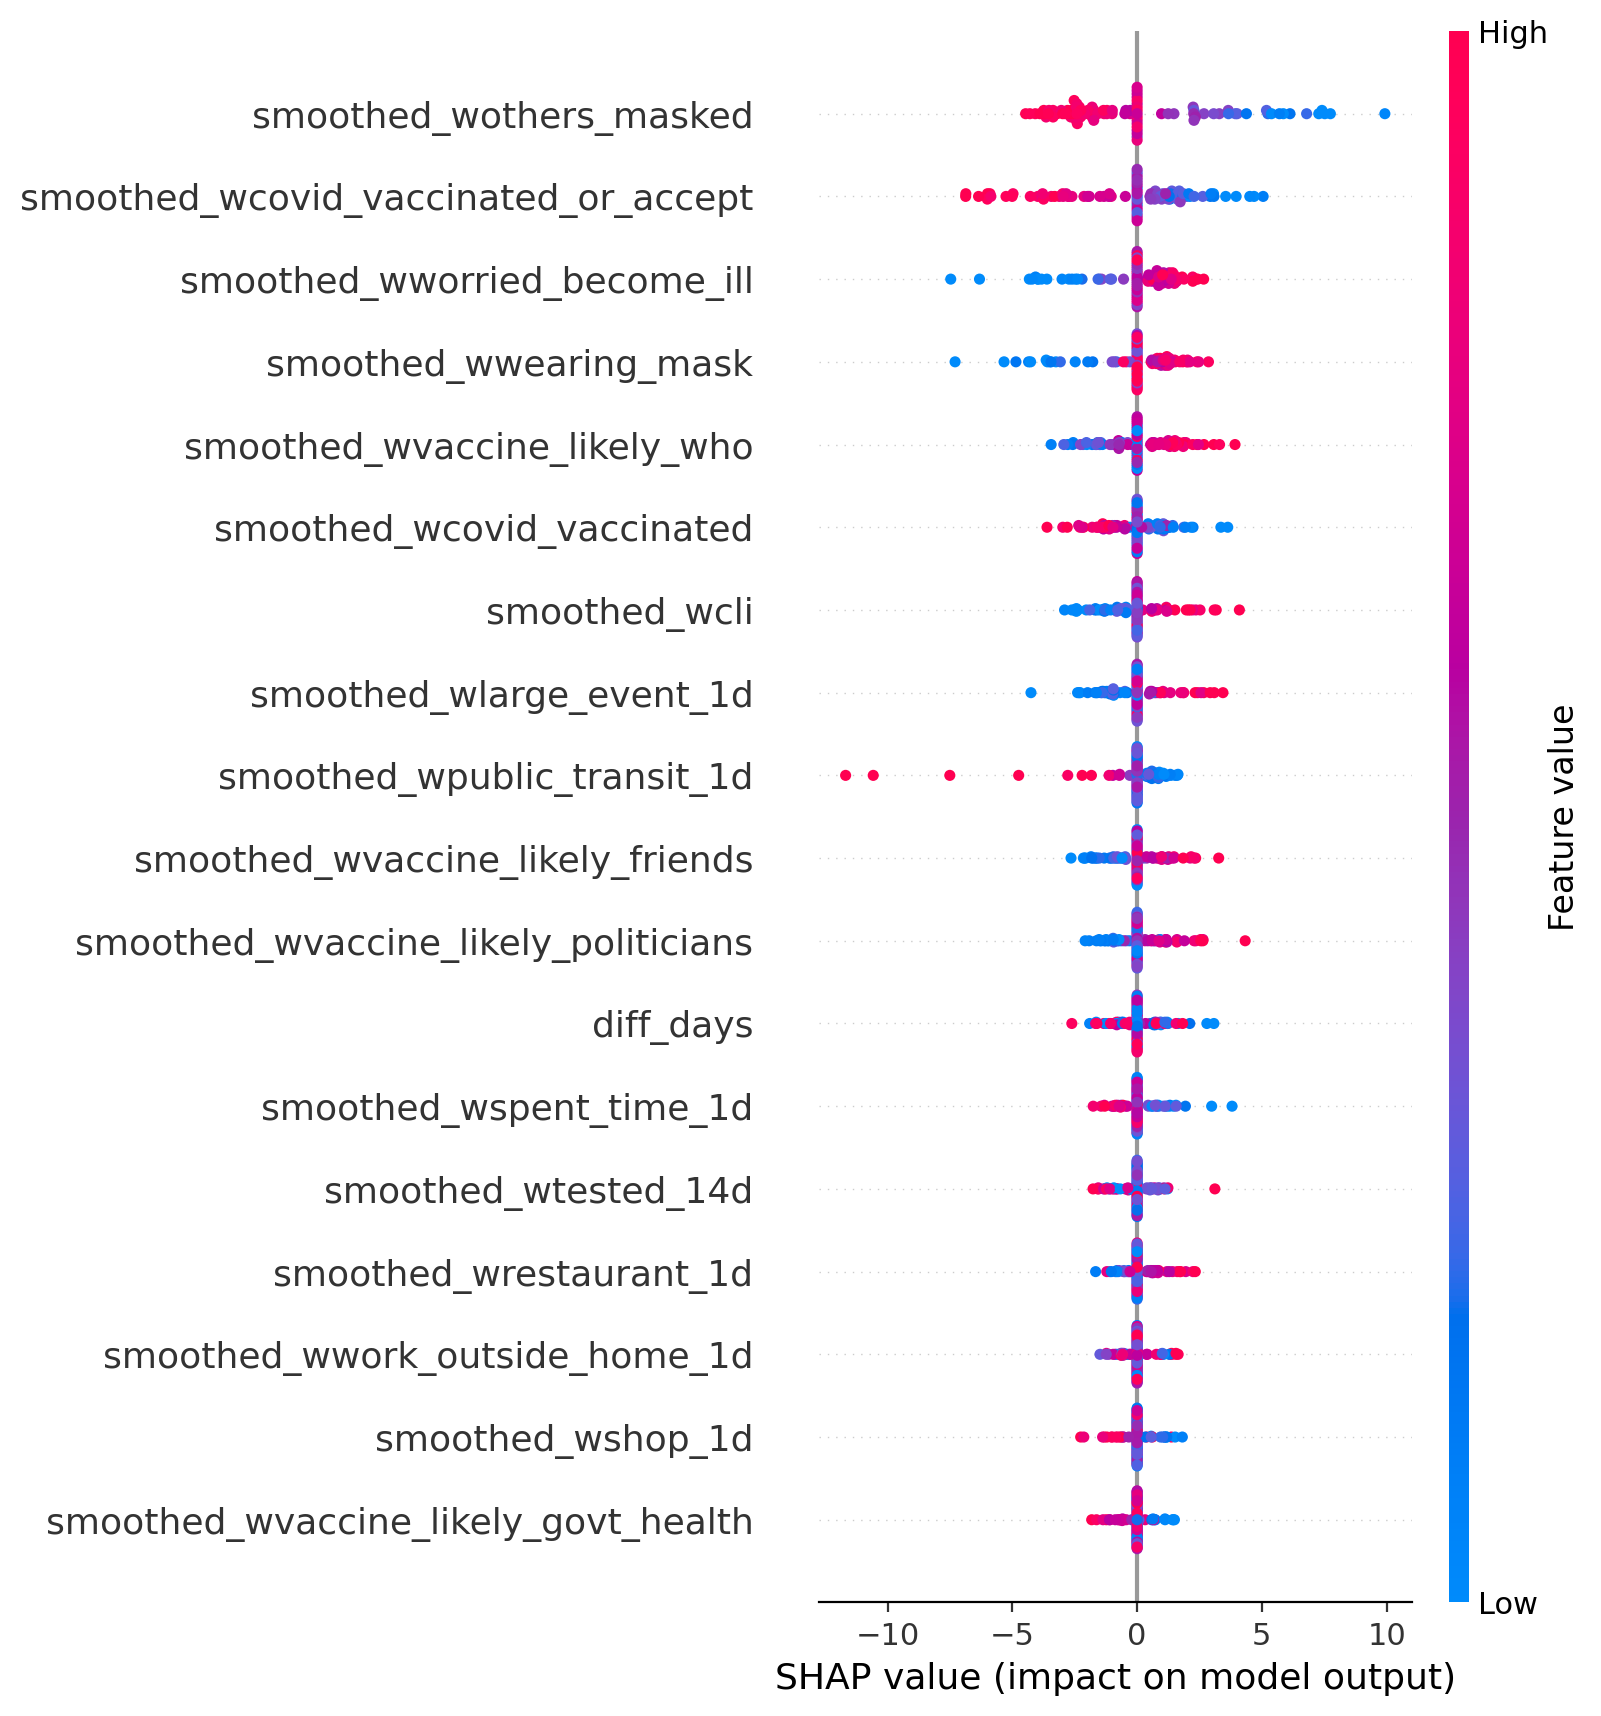 High
smoothed_wothers_masked
smoothed_wcovid_vaccinated_or_accept
smoothed_wworried_become_ill
smoothed_wwearing_mask
smoothed_wvaccine_likely_who
smoothed_wcovid_vaccinated
smoothed_wcli
smoothed_wlarge_event_1d
smoothed_wpublic_transit_1d
smoothed_wvaccine_likely_friends
smoothed_wvaccine_likely_politicians
diff_days
smoothed_wspent_time_1d
smoothed_wtested_14d
smoothed_wrestaurant_1d
smoothed_wwork_outside_home_1d
smoothed_wshop_1d
smoothed_wvaccine_likely_govt_health
Feature value
Low
−10 −5 0 5 10
SHAP value (impact on model output)